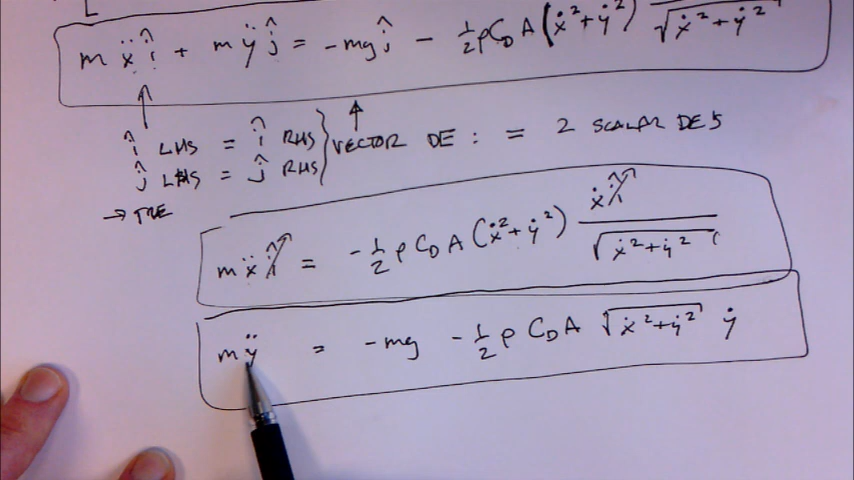 m ẍ î + m ÿ ĵ = -mg ĵ - ½ρC_D A (ẋ² + ẏ²) / √(ẋ² + ẏ²)
î LHS = î RHS } VECTOR DE : = 2 SCALAR DES
ĵ LHS = ĵ RHS
→
m ẍ î = -½ ρ C_D A (ẋ² + ẏ²) ẋ î / √(ẋ² + ẏ²)
m ÿ = -mg - ½ ρ C_D A √(ẋ² + ẏ²) ẏ